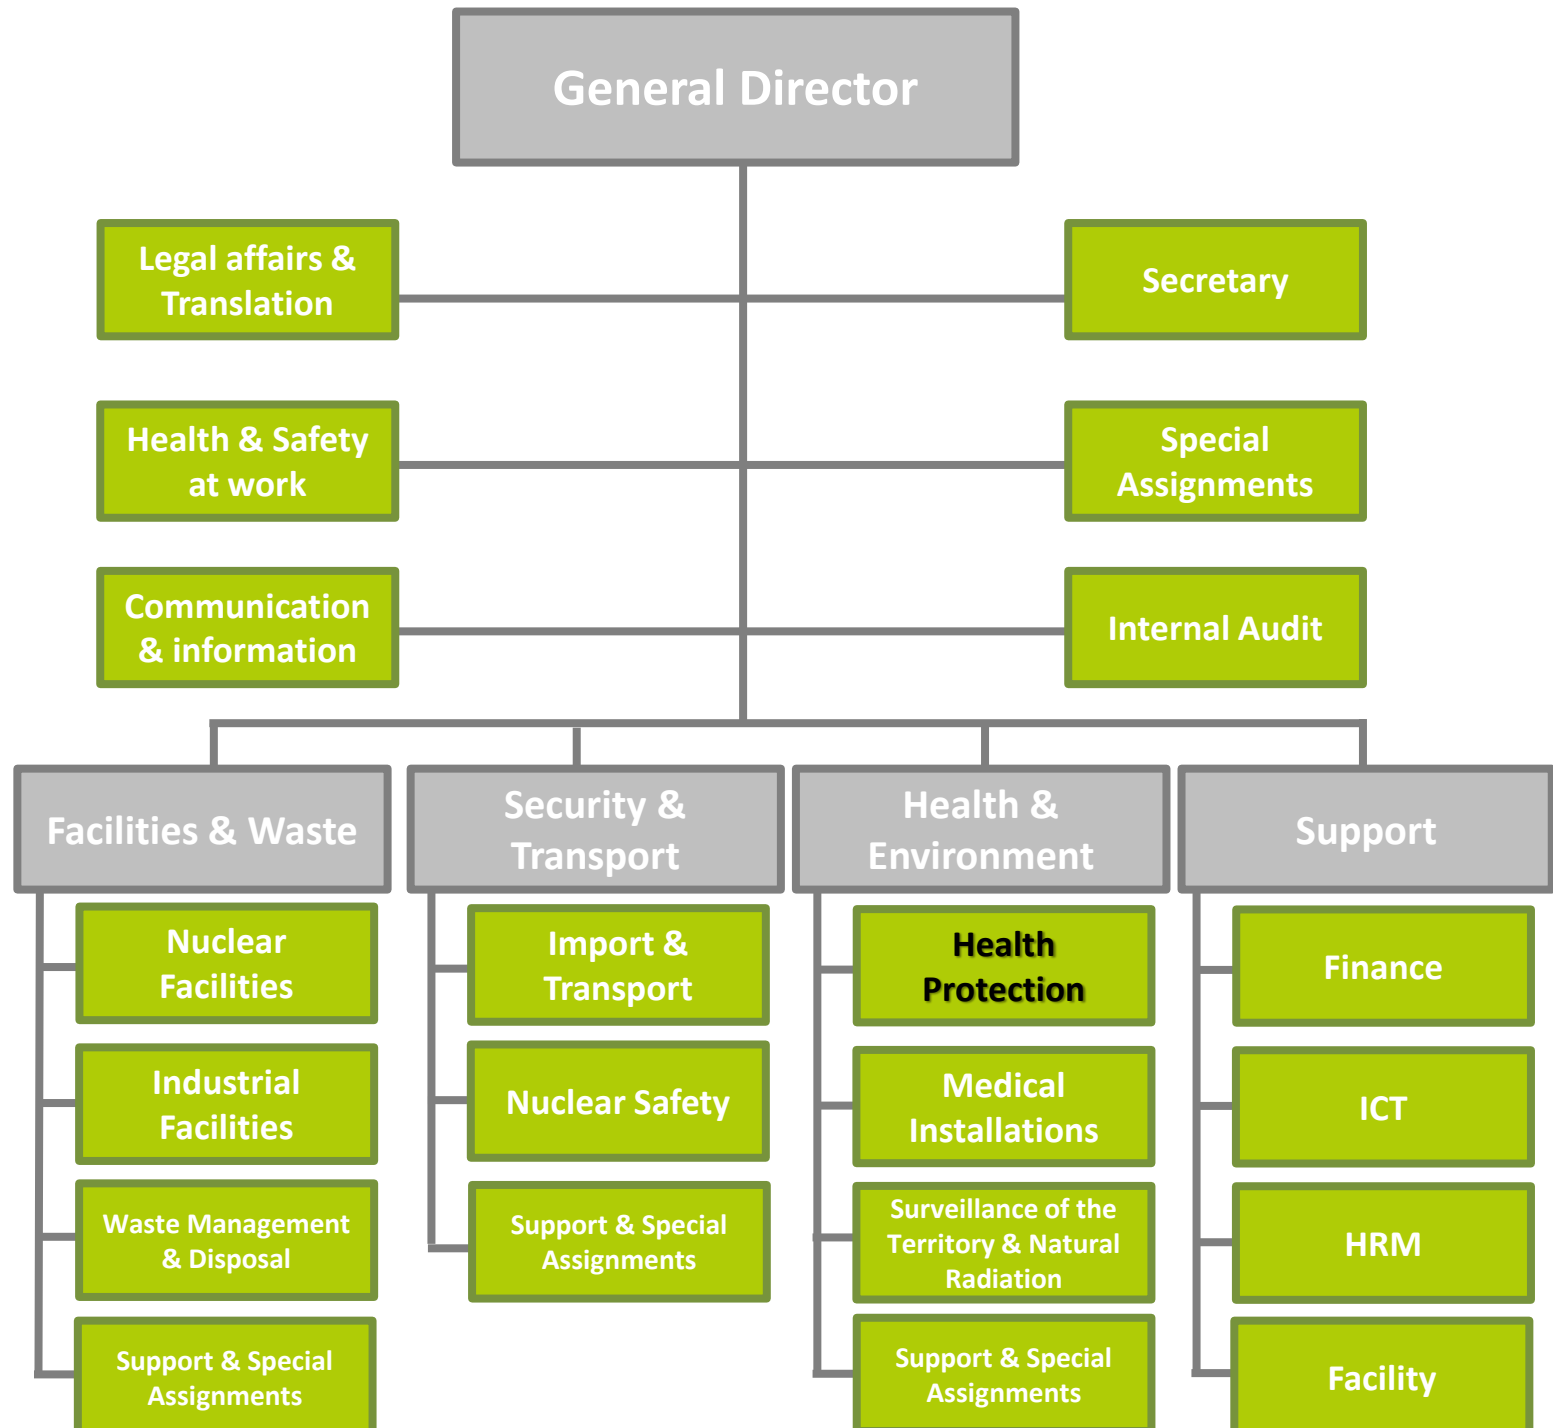 General Director
Legal affairs &
Translation
Secretary
Health & Safety
at work
Special
Assignments
Communication
& information
Internal Audit
Facilities & Waste
Security &
Transport
Health &
Environment
Support
Nuclear
Facilities
Industrial
Facilities
Waste Management
& Disposal
Support & Special
Assignments
Import &
Transport
Nuclear Safety
Support & Special
Assignments
Health
Protection
Medical
Installations
Surveillance of the
Territory & Natural
Radiation
Support & Special
Assignments
Finance
ICT
HRM
Facility